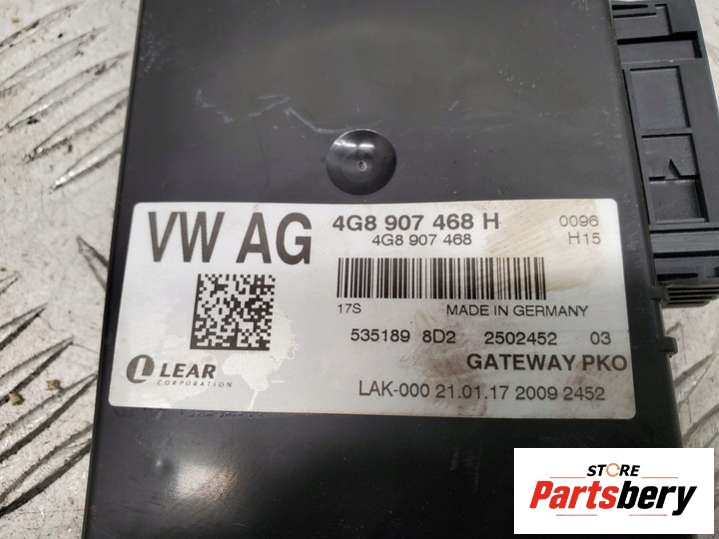 VW AG
4G8 907 468 H 0096
4G8 907 468 H15
17S MADE IN GERMANY
535189 8D2 2502452 03
GATEWAY PKO
LEAR
CORPORATION
LAK-000 21.01.17 2009 2452
STORE
Partsbery